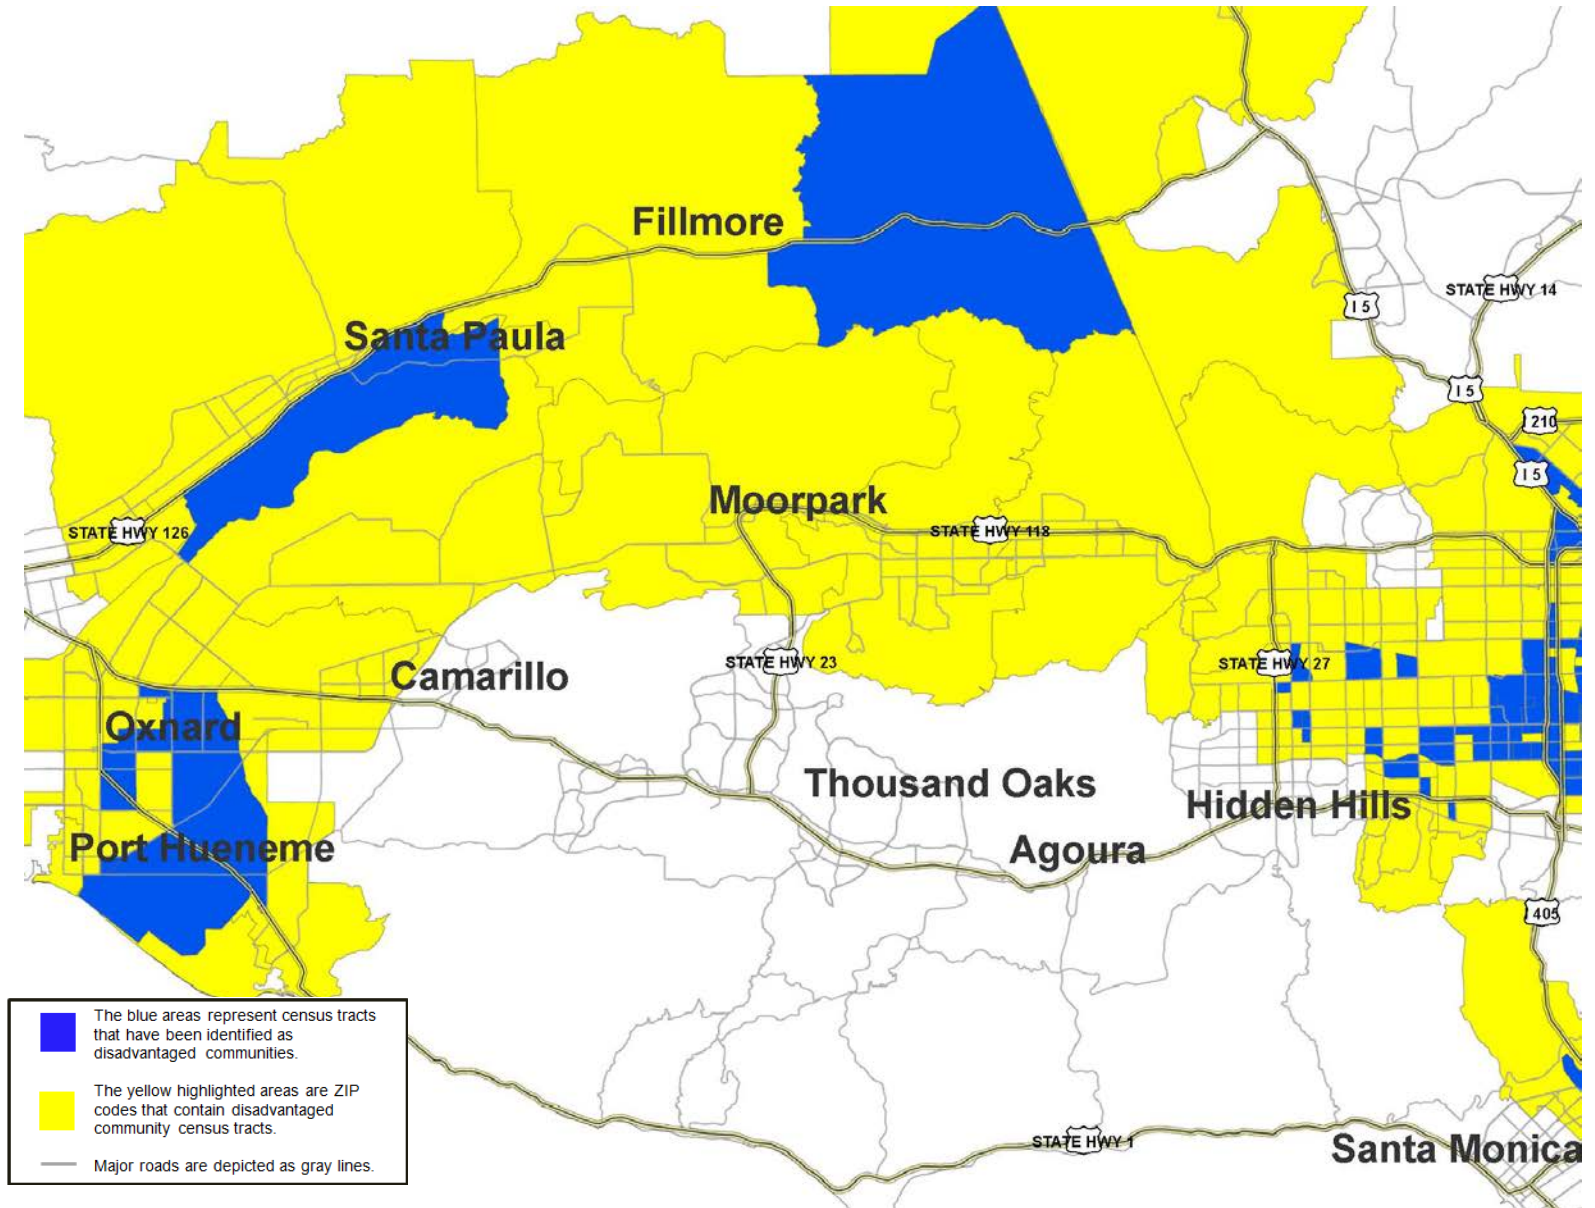 Fillmore
STATE HWY 14
I 5
Santa Paula
I 5
I 210
I 5
Moorpark
STATE HWY 126
STATE HWY 118
STATE HWY 23
STATE HWY 27
Camarillo
Oxnard
Thousand Oaks
Hidden Hills
Port Hueneme
Agoura
I 405
The blue areas represent census tracts
that have been identified as
disadvantaged communities.
The yellow highlighted areas are ZIP
codes that contain disadvantaged
community census tracts.
Major roads are depicted as gray lines.
STATE HWY 1
Santa Monica